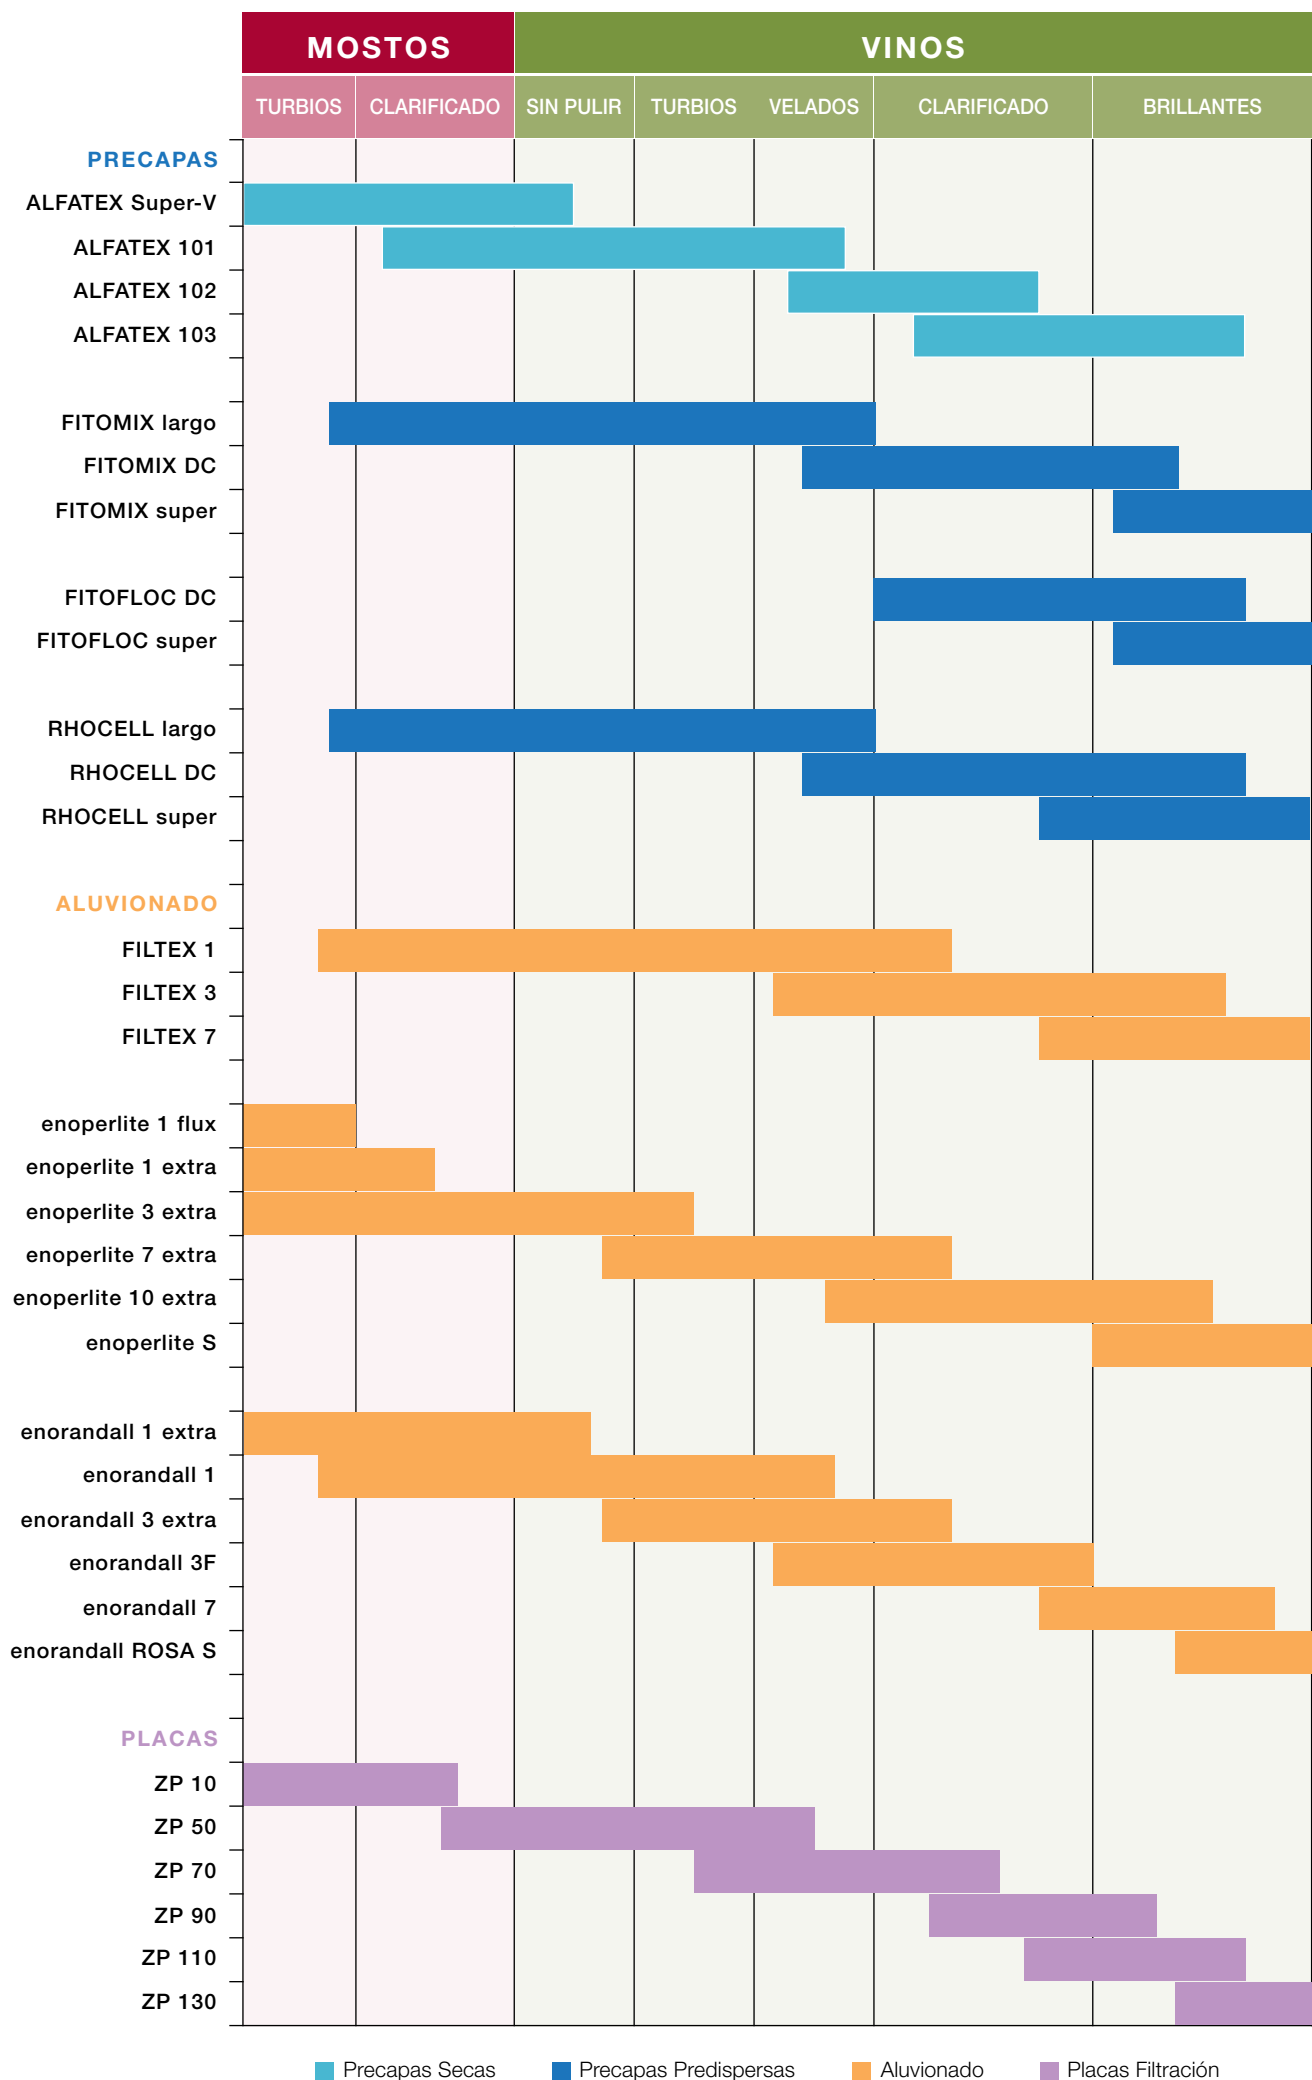 MOSTOS VINOS
TURBIOS CLARIFICADO SIN PULIR TURBIOS VELADOS CLARIFICADO BRILLANTES
PRECAPAS
ALFATEX Super-V
ALFATEX 101
ALFATEX 102
ALFATEX 103
FITOMIX largo
FITOMIX DC
FITOMIX super
FITOFLOC DC
FITOFLOC super
RHOCELL largo
RHOCELL DC
RHOCELL super
ALUVIONADO
FILTEX 1
FILTEX 3
FILTEX 7
enoperlite 1 flux
enoperlite 1 extra
enoperlite 3 extra
enoperlite 7 extra
enoperlite 10 extra
enoperlite S
enorandall 1 extra
enorandall 1
enorandall 3 extra
enorandall 3F
enorandall 7
enorandall ROSA S
PLACAS
ZP 10
ZP 50
ZP 70
ZP 90
ZP 110
ZP 130
Precapas Secas Precapas Predispersas Aluvionado Placas Filtración